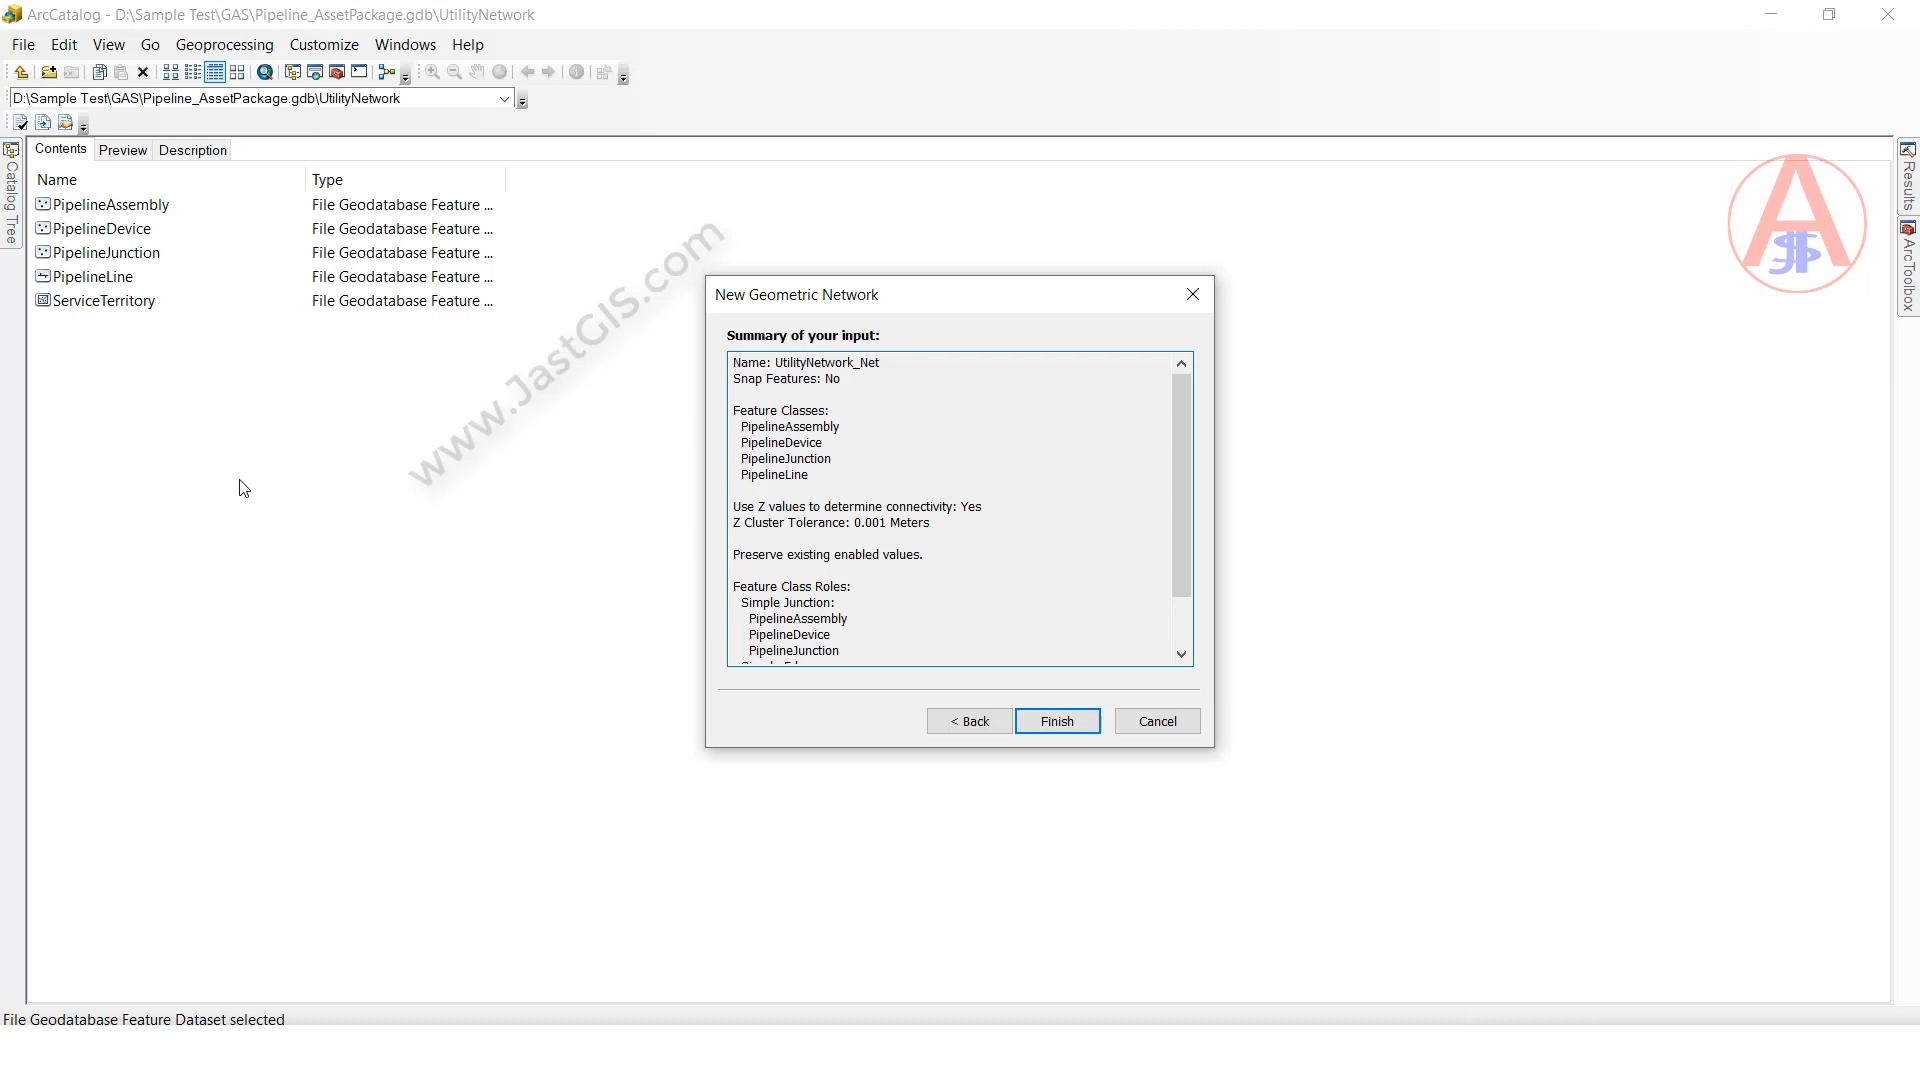 ArcCatalog - D:\Sample Test\GAS\Pipeline_AssetPackage.gdb\UtilityNetwork
File Edit View Go Geoprocessing Customize Windows Help
D:\Sample Test\GAS\Pipeline_AssetPackage.gdb\UtilityNetwork
Contents Preview Description
Catalog Tree
Name Type
PipelineAssembly File Geodatabase Feature ...
PipelineDevice File Geodatabase Feature ...
PipelineJunction File Geodatabase Feature ...
PipelineLine File Geodatabase Feature ...
ServiceTerritory File Geodatabase Feature ...
www.JastGIS.com
Results
ArcToolbox
New Geometric Network
Summary of your input:
Name: UtilityNetwork_Net
Snap Features: No
Feature Classes:
PipelineAssembly
PipelineDevice
PipelineJunction
PipelineLine
Use Z values to determine connectivity: Yes
Z Cluster Tolerance: 0.001 Meters
Preserve existing enabled values.
Feature Class Roles:
Simple Junction:
PipelineAssembly
PipelineDevice
PipelineJunction
< Back Finish Cancel
File Geodatabase Feature Dataset selected